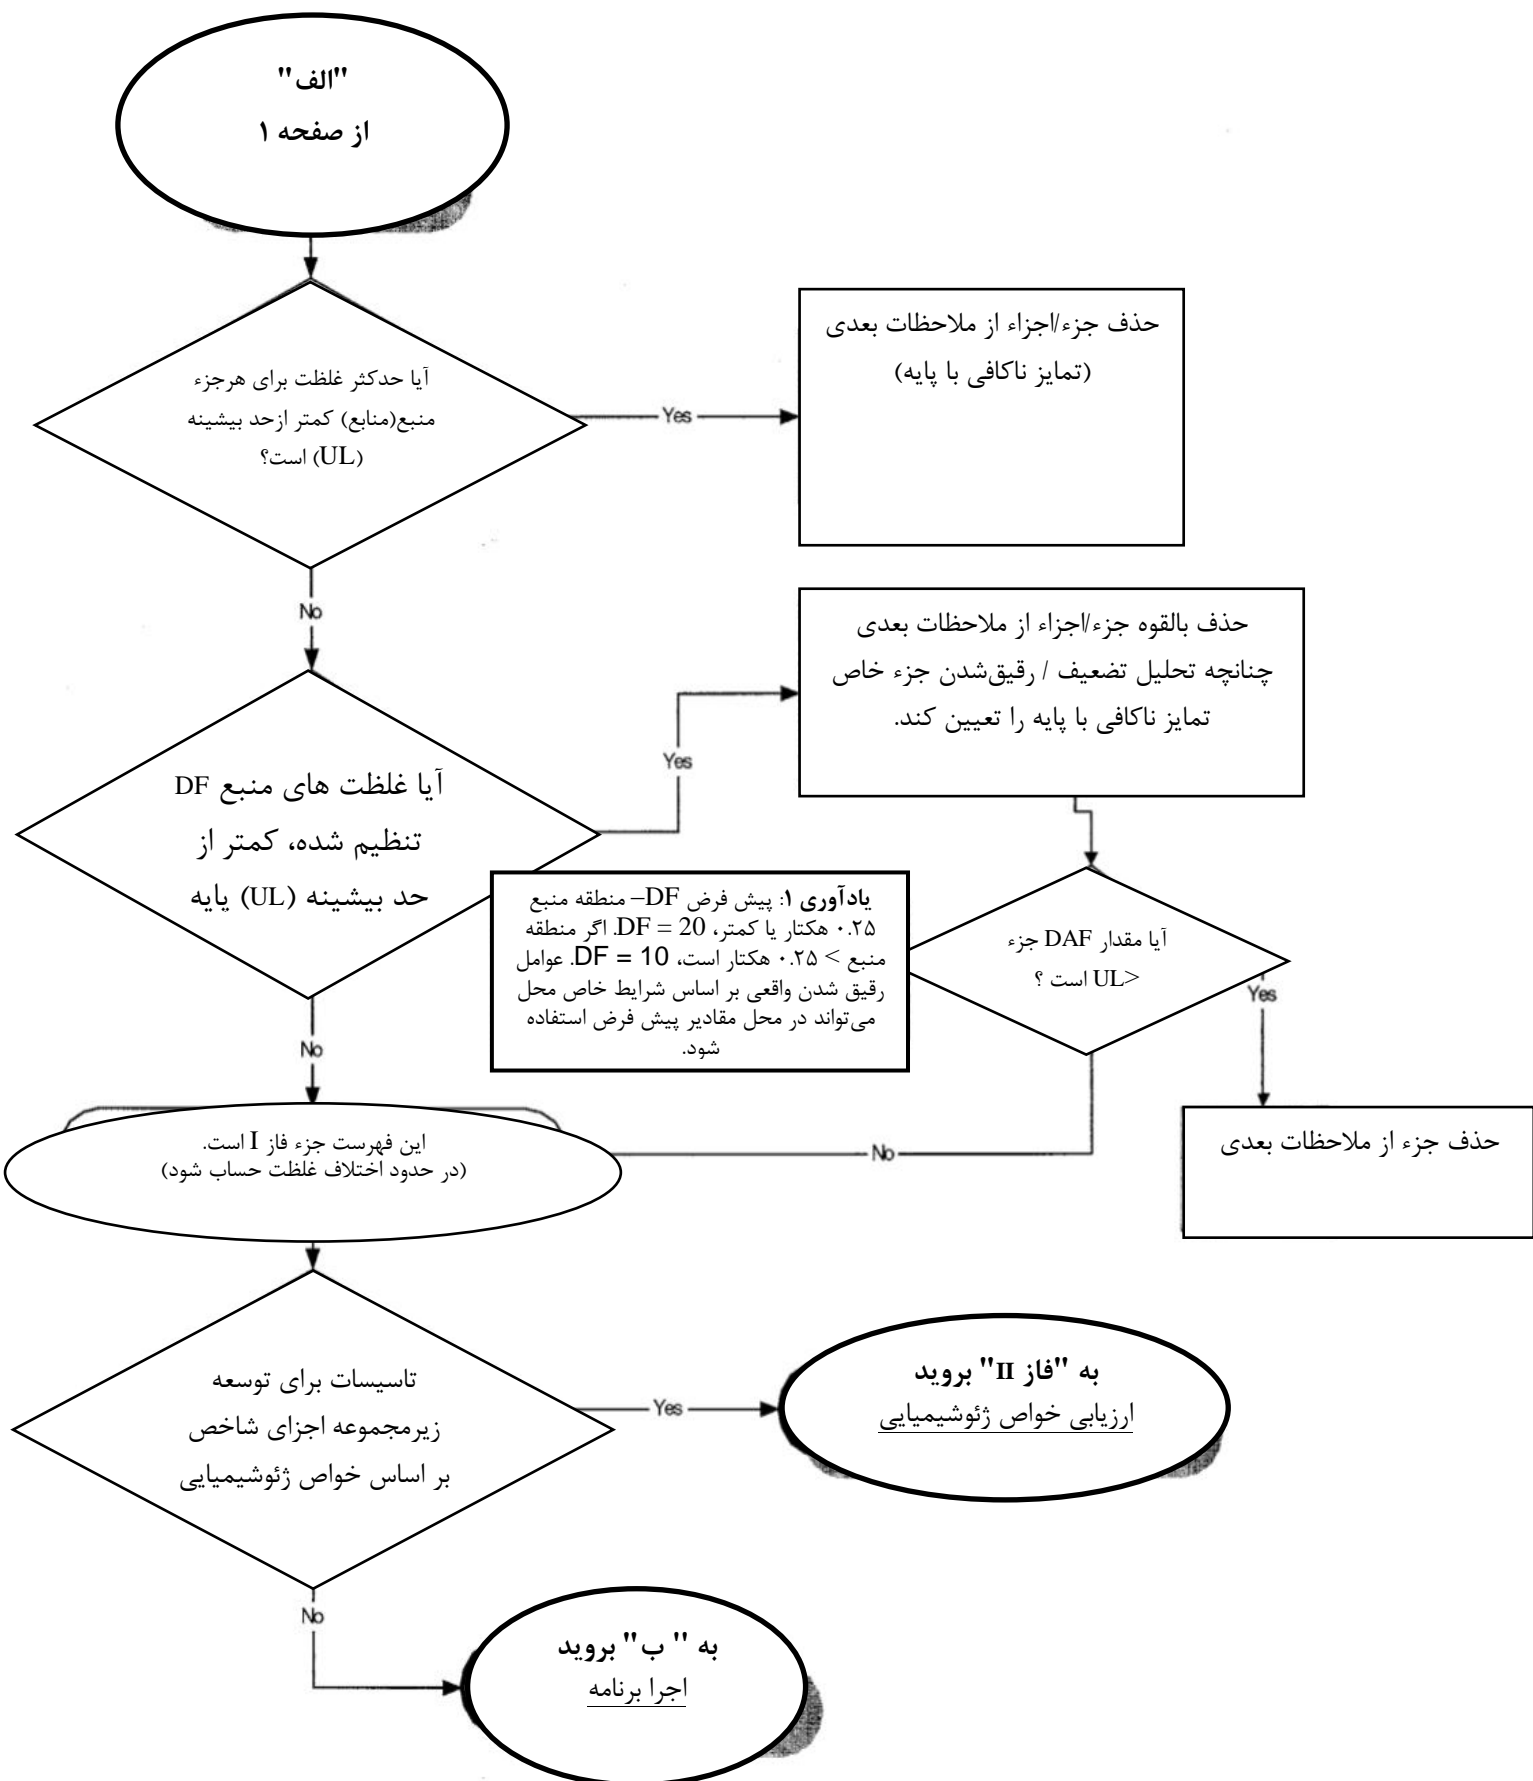 "الف"
از صفحه ۱
آیا حدکثر غلظت برای هرجزء
منبع(منابع) کمتر ازحد بیشینه
(UL) است؟
Yes
حذف جزء/اجزاء از ملاحظات بعدی
(تمایز ناکافی با پایه)
No
آیا غلظت های منبع DF
تنظیم شده، کمتر از
حد بیشینه (UL) پایه
Yes
حذف بالقوه جزء/اجزاء از ملاحظات بعدی
چنانچه تحلیل تضعیف / رقیق‌شدن جزء خاص
تمایز ناکافی با پایه را تعیین کند.
یادآوری ۱: پیش فرض DF– منطقه منبع
۰.۲۵ هکتار یا کمتر، DF = 20. اگر منطقه
منبع > ۰.۲۵ هکتار است، DF = 10. عوامل
رقیق شدن واقعی بر اساس شرایط خاص محل
می‌تواند در محل مقادیر پیش فرض استفاده
شود.
آیا مقدار DAF جزء
<UL است ؟
Yes
حذف جزء از ملاحظات بعدی
No
No
این فهرست جزء فاز I است.
(در حدود اختلاف غلظت حساب شود)
تاسیسات برای توسعه
زیرمجموعه اجزای شاخص
بر اساس خواص ژئوشیمیایی
Yes
به "فاز II" بروید
ارزیابی خواص ژئوشیمیایی
No
به " ب" بروید
اجرا برنامه